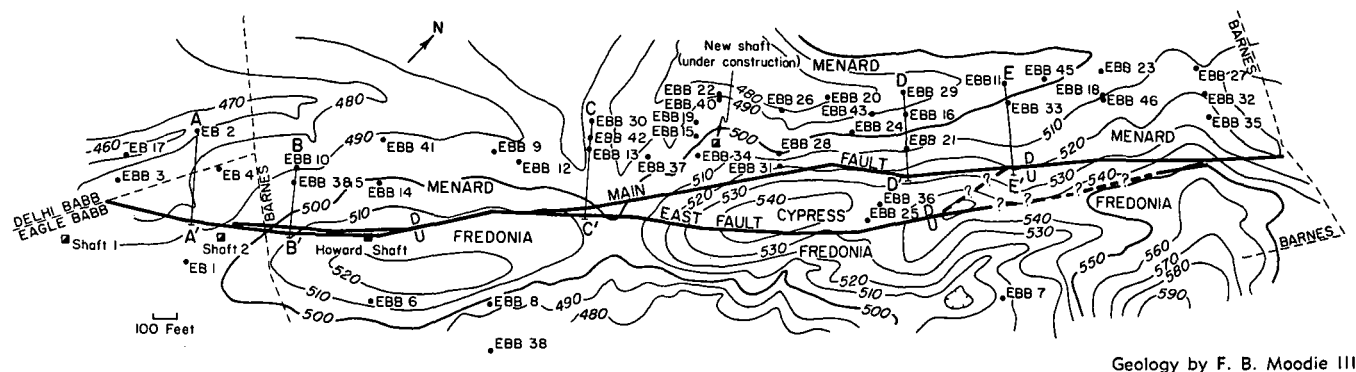 N
New shaft
(under construction)
MENARD
BARNES
470
480
480
490
460
A
EB 2
EB 17
EB 3
EB 4
B
EBB 10
490
EBB 41
EBB 9
EBB 12
EBB 3&5
EBB 14
C
EBB 30
EBB 42
EBB 13
EBB 37
EBB 22
EBB 40
EBB 19
EBB 15
500
EBB 34
EBB 31
EBB 26
EBB 20
EBB 43
EBB 24
EBB 28
D
EBB 29
EBB 16
EBB 21
EBB 11
E
EBB 45
EBB 33
EBB 23
EBB 18
EBB 46
EBB 27
EBB 32
EBB 35
510
520
MENARD
DELHI BABB
EAGLE BABB
BARNES
MENARD
500
510
MAIN
FAULT
510
520
530
D'
D
U
E'
530
540
? ? ? ? ? ?
FREDONIA
Shaft 1
A'
Shaft 2
B'
Howard Shaft
D
U
FREDONIA
C'
EAST FAULT
CYPRESS
EBB 36
EBB 25
D
U
540
530
EB 1
520
530
FREDONIA
520
510
550
560
570
580
590
BARNES
100 Feet
510
500
EBB 6
EBB 8
490
480
500
490
EBB 7
EBB 38
Geology by F. B. Moodie III